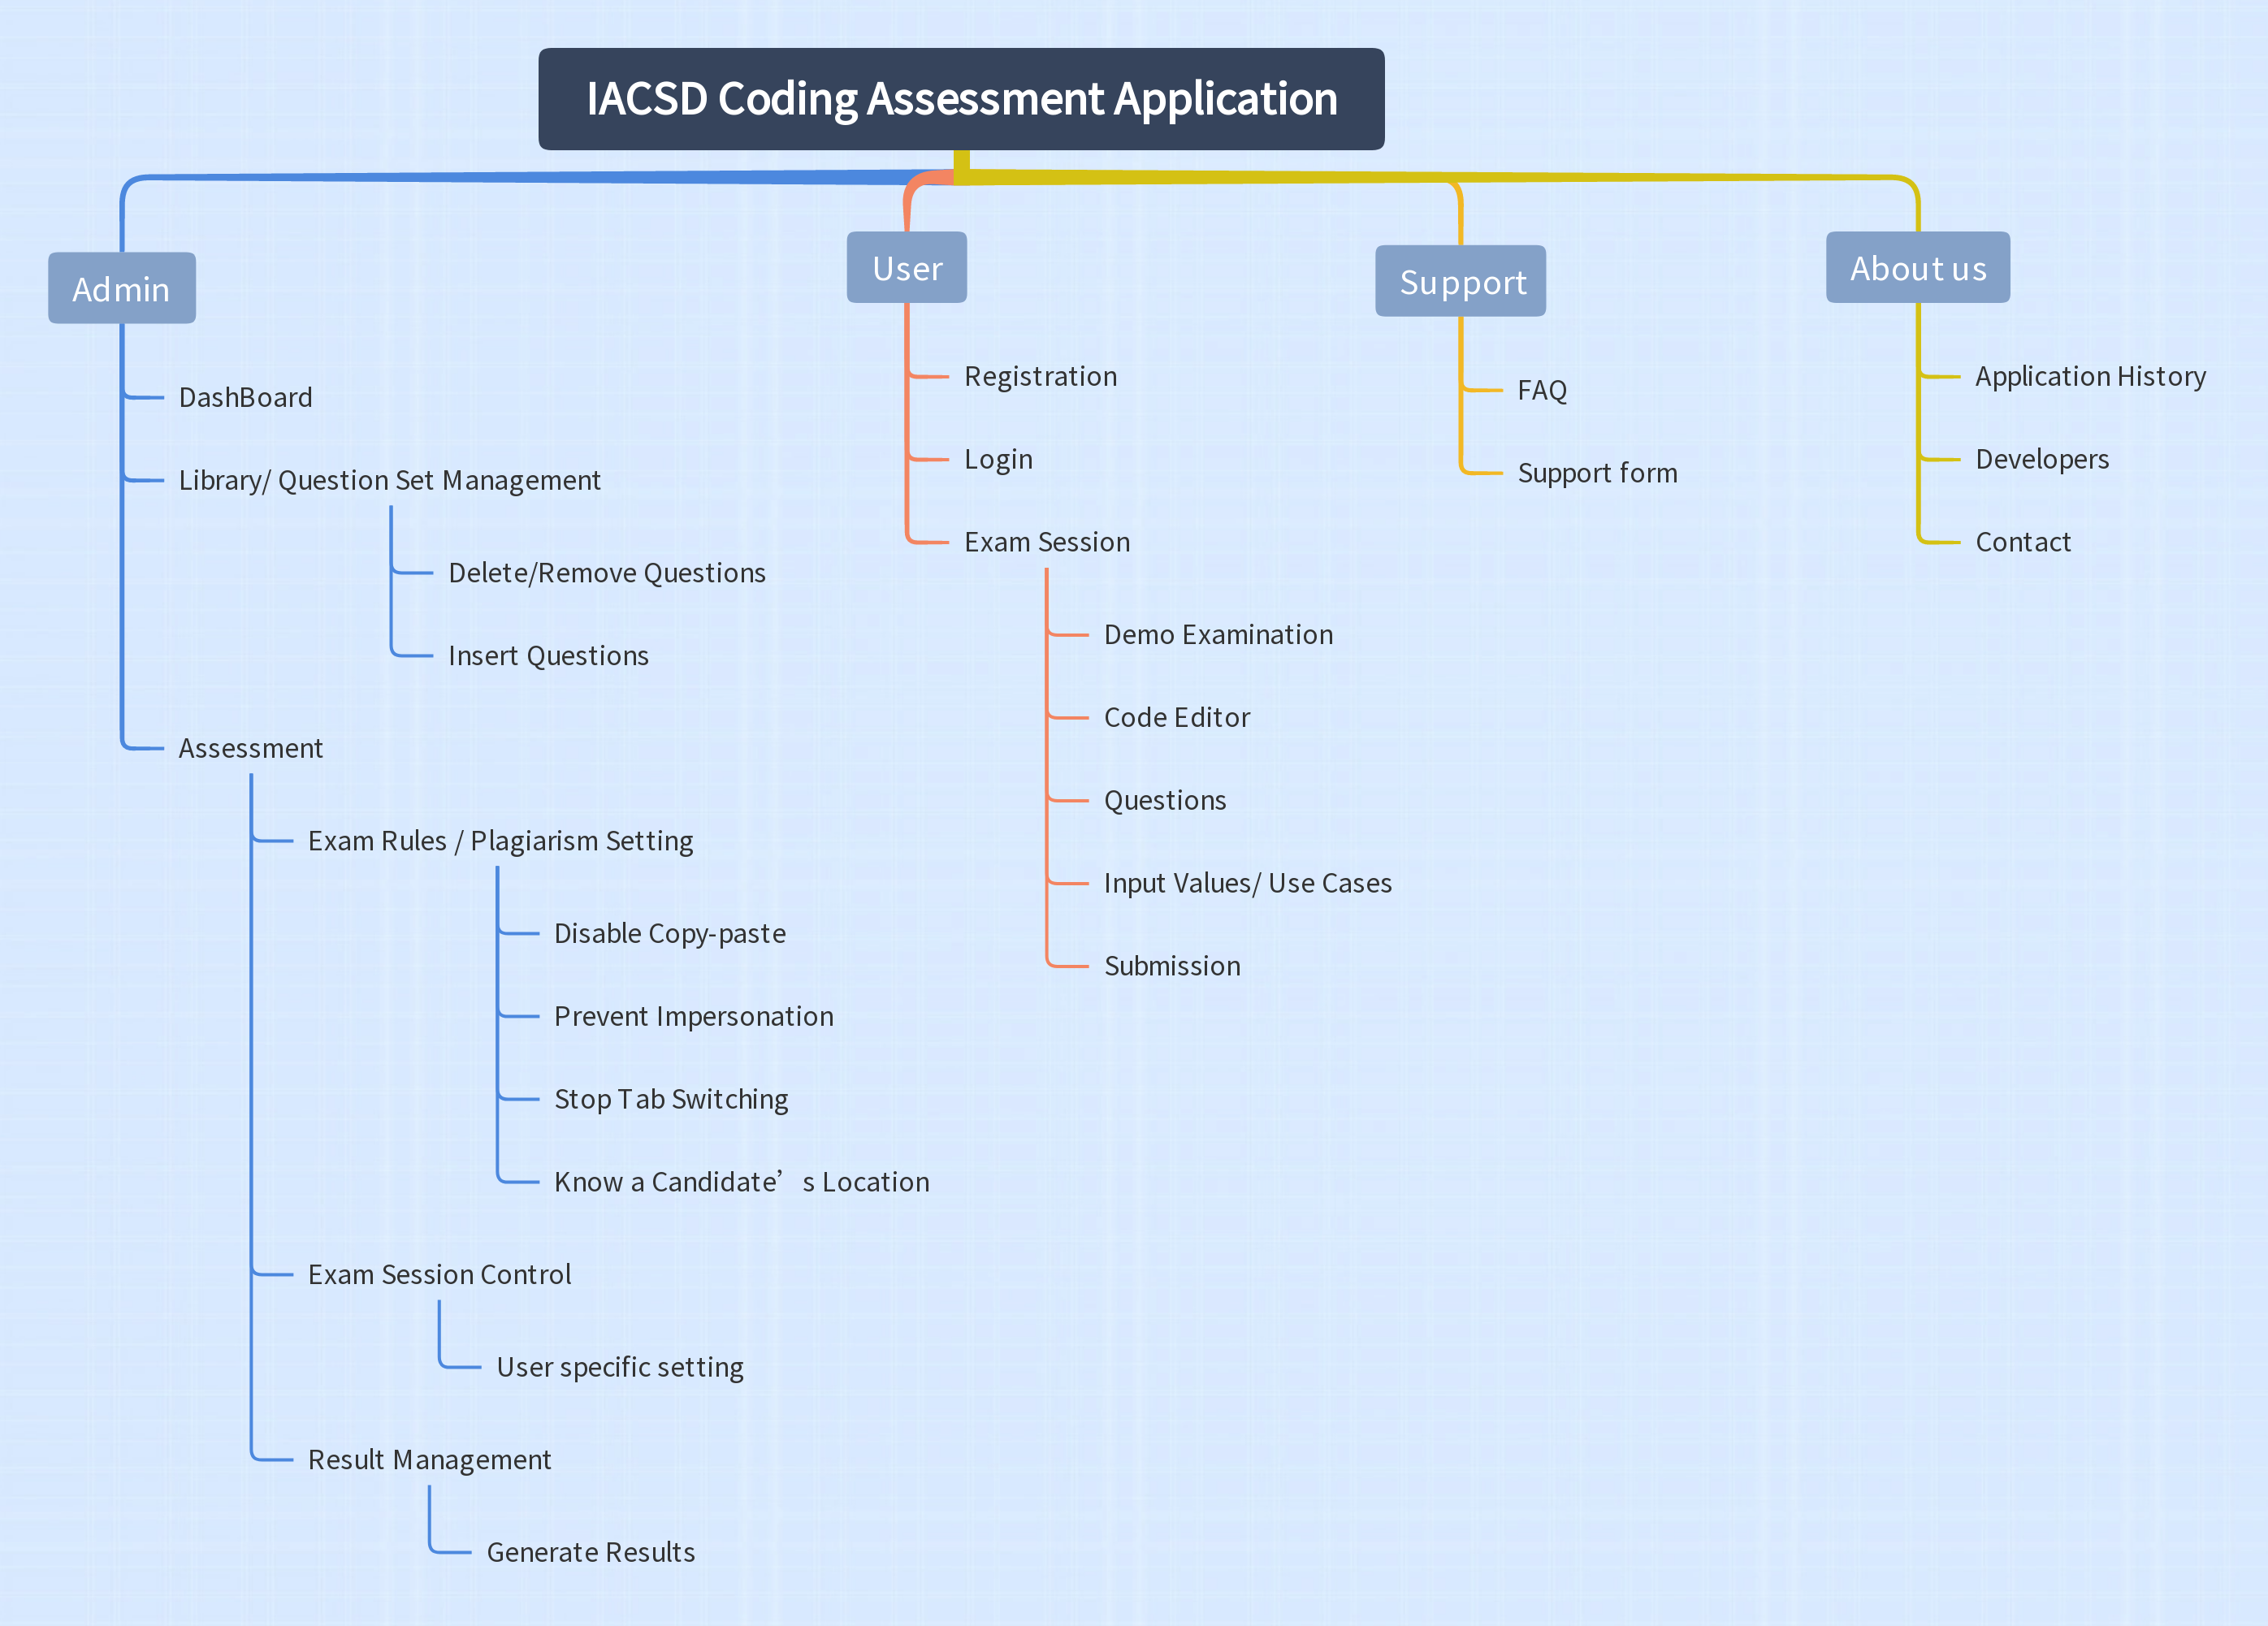 IACSD Coding Assessment Application
Admin
DashBoard
Library/ Question Set Management
Delete/Remove Questions
Insert Questions
Assessment
Exam Rules / Plagiarism Setting
Disable Copy-paste
Prevent Impersonation
Stop Tab Switching
Know a Candidate’s Location
Exam Session Control
User specific setting
Result Management
Generate Results
User
Registration
Login
Exam Session
Demo Examination
Code Editor
Questions
Input Values/ Use Cases
Submission
Support
FAQ
Support form
About us
Application History
Developers
Contact